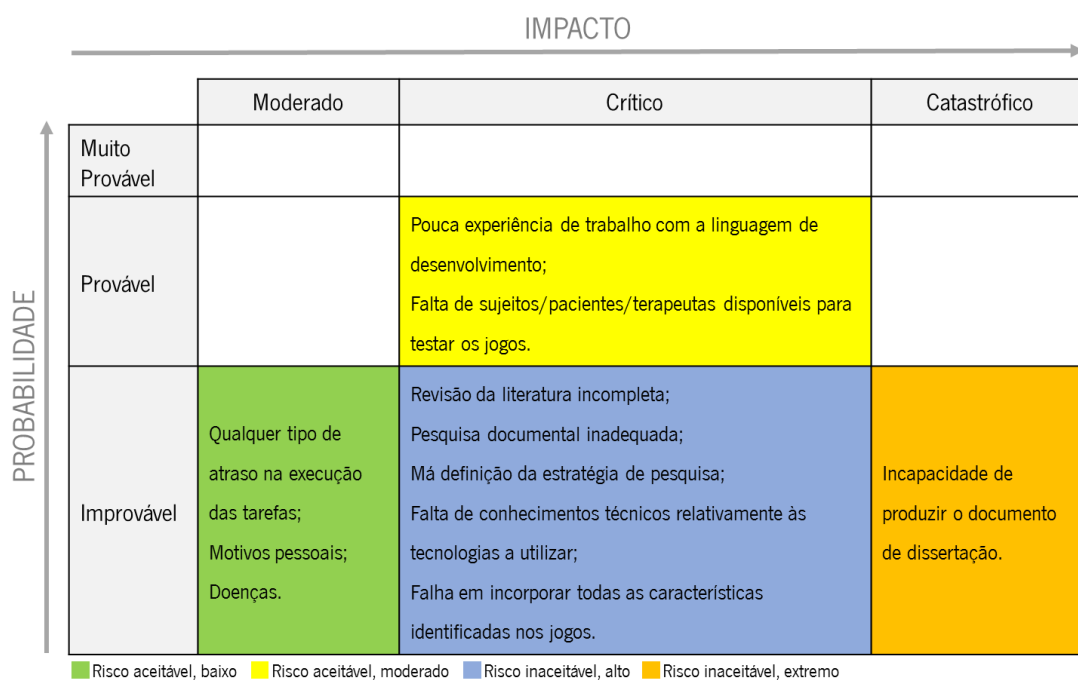 IMPACTO
Moderado
Crítico
Catastrófico
PROBABILIDADE
Muito
Provável
Provável
Pouca experiência de trabalho com a linguagem de
desenvolvimento;
Falta de sujeitos/pacientes/terapeutas disponíveis para
testar os jogos.
Improvável
Qualquer tipo de
atraso na execução
das tarefas;
Motivos pessoais;
Doenças.
Revisão da literatura incompleta;
Pesquisa documental inadequada;
Má definição da estratégia de pesquisa;
Falta de conhecimentos técnicos relativamente às
tecnologias a utilizar;
Falha em incorporar todas as características
identificadas nos jogos.
Incapacidade de
produzir o documento
de dissertação.
Risco aceitável, baixo
Risco aceitável, moderado
Risco inaceitável, alto
Risco inaceitável, extremo